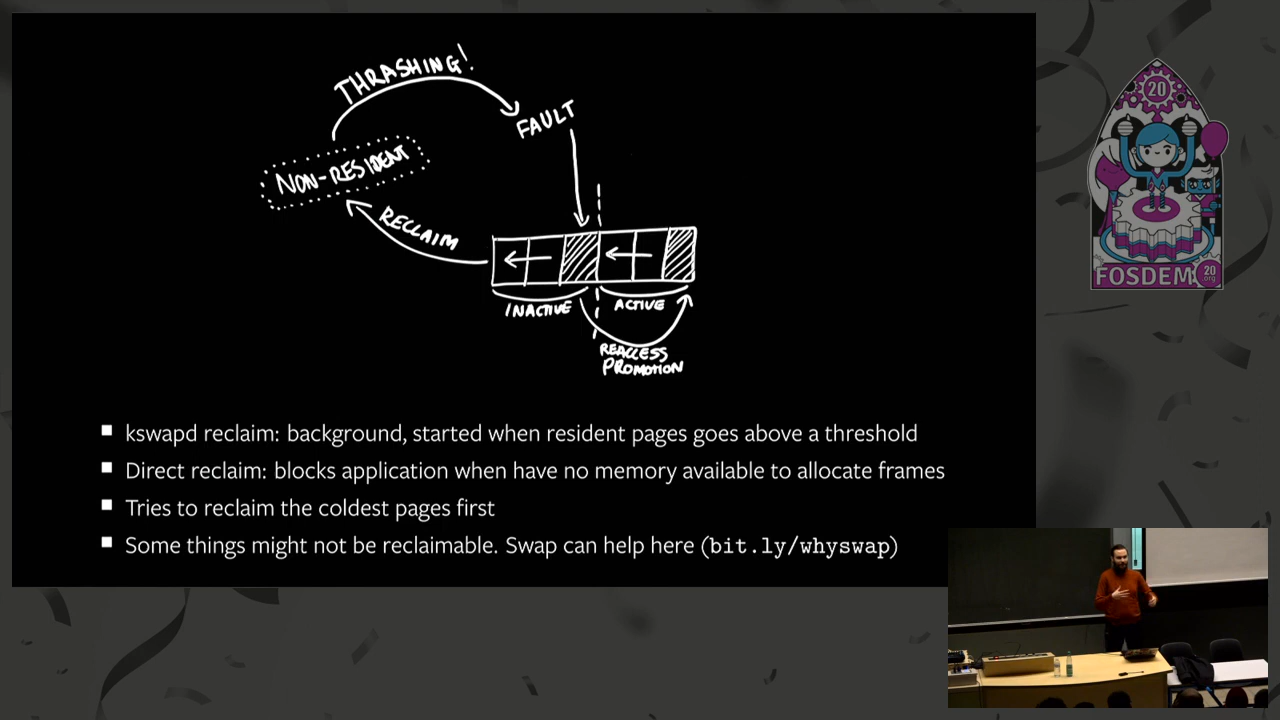 THRASHING!
FAULT
NON-RESIDENT
RECLAIM
INACTIVE
ACTIVE
REACCESS
PROMOTION
kswapd reclaim: background, started when resident pages goes above a threshold
Direct reclaim: blocks application when have no memory available to allocate frames
Tries to reclaim the coldest pages first
Some things might not be reclaimable. Swap can help here (bit.ly/whyswap)
20
FOSDEM 20
.org